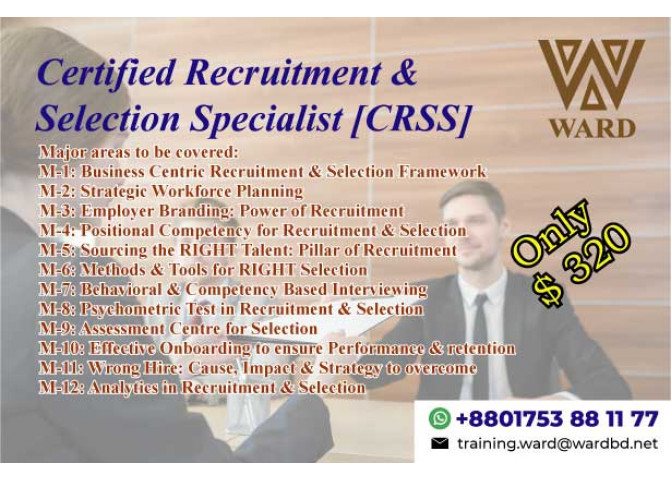 Certified Recruitment &
Selection Specialist [CRSS]
WARD
Major areas to be covered:
M-1: Business Centric Recruitment & Selection Framework
M-2: Strategic Workforce Planning
M-3: Employer Branding: Power of Recruitment
M-4: Positional Competency for Recruitment & Selection
M-5: Sourcing the RIGHT Talent: Pillar of Recruitment
M-6: Methods & Tools for RIGHT Selection
M-7: Behavioral & Competency Based Interviewing
M-8: Psychometric Test in Recruitment & Selection
M-9: Assessment Centre for Selection
M-10: Effective Onboarding to ensure Performance & retention
M-11: Wrong Hire: Cause, Impact & Strategy to overcome
M-12: Analytics in Recruitment & Selection
Only
$ 320
+8801753 88 11 77
training.ward@wardbd.net